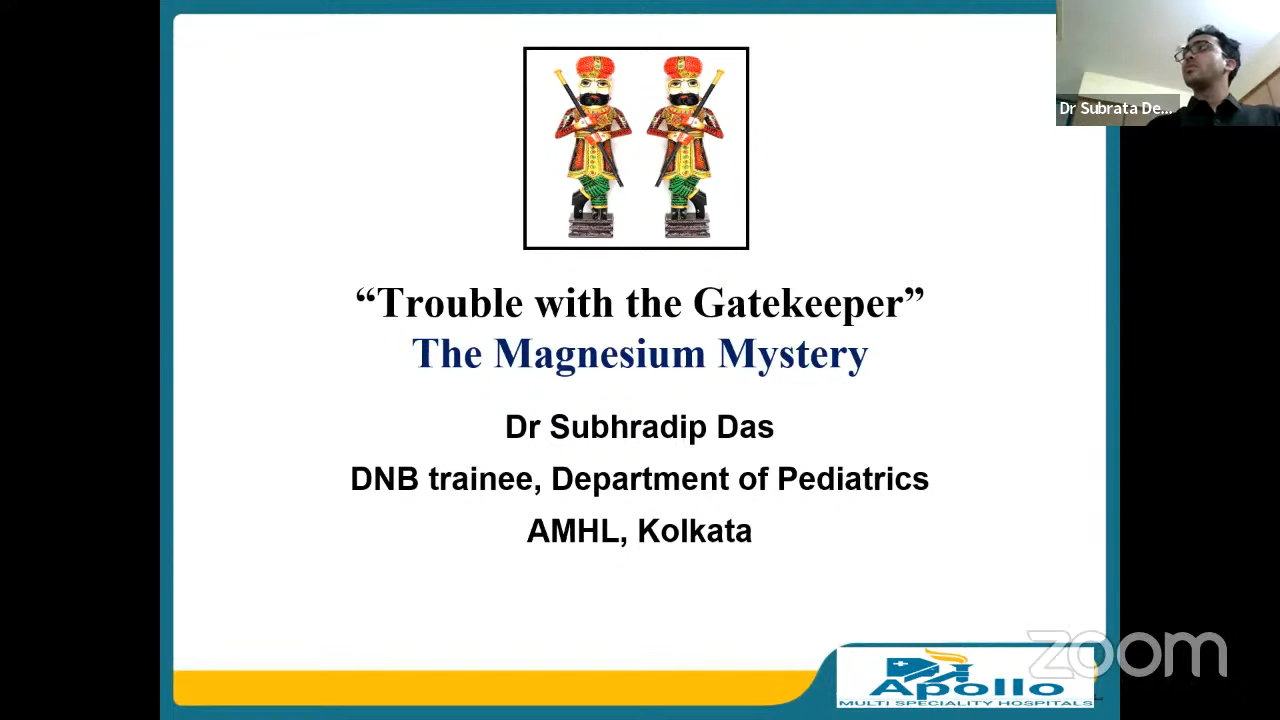 Dr Subrata De...
“Trouble with the Gatekeeper”
The Magnesium Mystery
Dr Subhradip Das
DNB trainee, Department of Pediatrics
AMHL, Kolkata
zoom
Apollo
MULTI SPECIALITY HOSPITALS